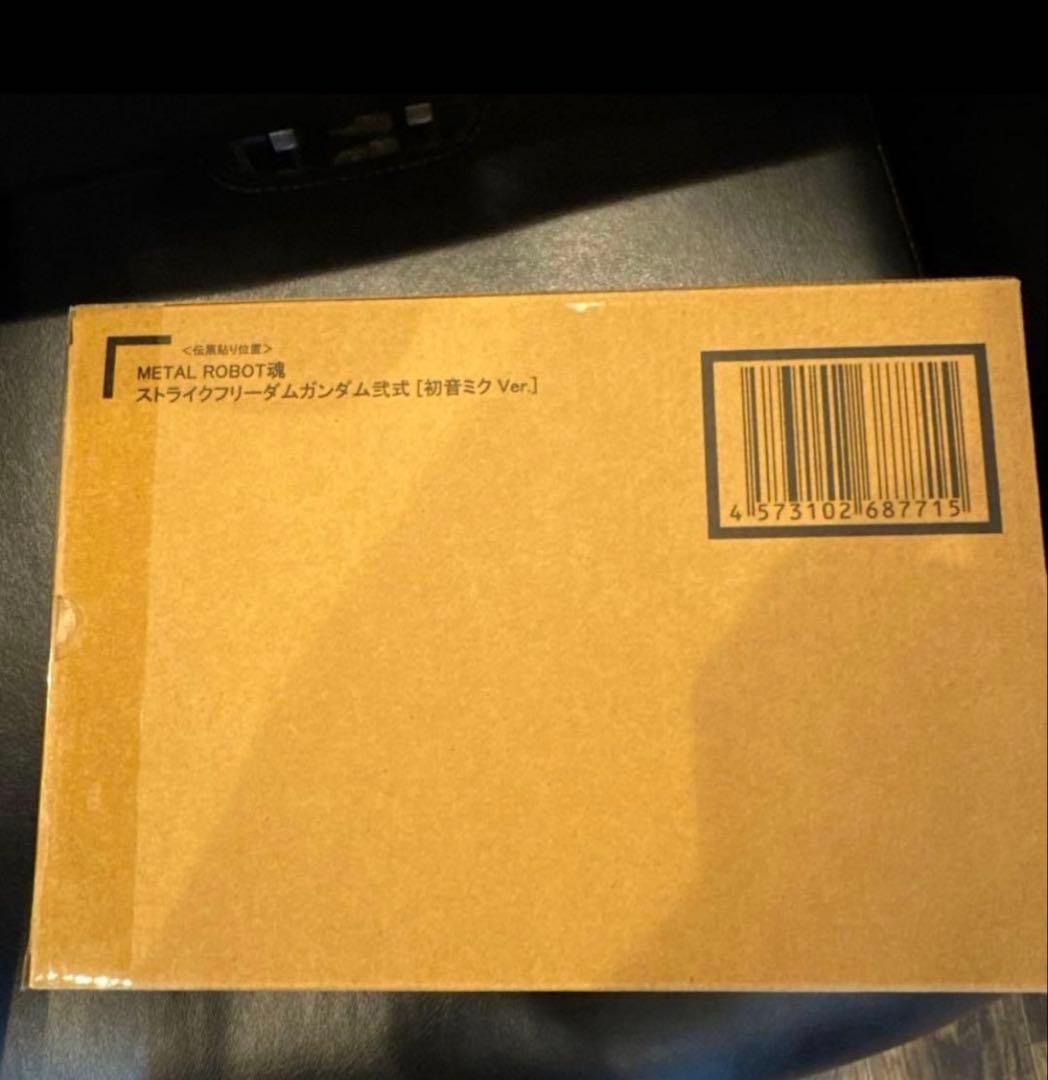 <伝票貼り位置>
METAL ROBOT魂
ストライクフリーダムガンダム弐式 [初音ミク Ver.]
4 573102 687715